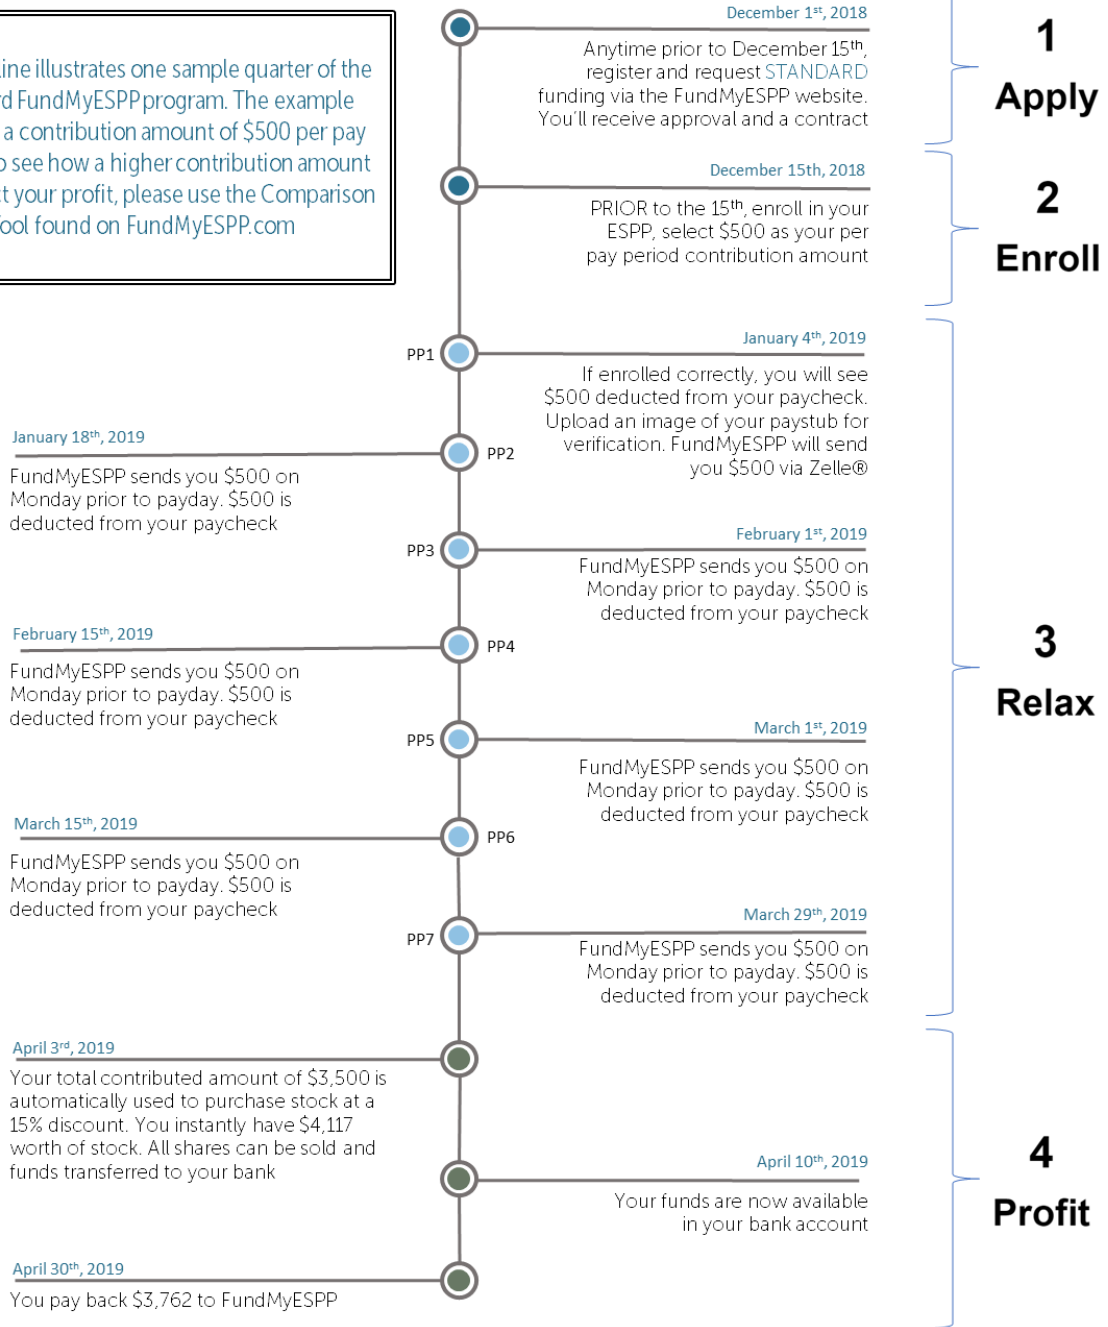 ine illustrates one sample quarter of the
rd FundMyESPP program. The example
a contribution amount of $500 per pay
o see how a higher contribution amount
ct your profit, please use the Comparison
ool found on FundMyESPP.com
December 1st, 2018
Anytime prior to December 15th,
register and request STANDARD
funding via the FundMyESPP website.
You'll receive approval and a contract
1
Apply
December 15th, 2018
PRIOR to the 15th, enroll in your
ESPP, select $500 as your per
pay period contribution amount
2
Enroll
PP1
January 4th, 2019
If enrolled correctly, you will see
$500 deducted from your paycheck.
Upload an image of your paystub for
verification. FundMyESPP will send
you $500 via Zelle®
January 18th, 2019
PP2
FundMyESPP sends you $500 on
Monday prior to payday. $500 is
deducted from your paycheck
PP3
February 1st, 2019
FundMyESPP sends you $500 on
Monday prior to payday. $500 is
deducted from your paycheck
February 15th, 2019
PP4
FundMyESPP sends you $500 on
Monday prior to payday. $500 is
deducted from your paycheck
3
Relax
PP5
March 1st, 2019
FundMyESPP sends you $500 on
Monday prior to payday. $500 is
deducted from your paycheck
March 15th, 2019
PP6
FundMyESPP sends you $500 on
Monday prior to payday. $500 is
deducted from your paycheck
PP7
March 29th, 2019
FundMyESPP sends you $500 on
Monday prior to payday. $500 is
deducted from your paycheck
April 3rd, 2019
Your total contributed amount of $3,500 is
automatically used to purchase stock at a
15% discount. You instantly have $4,117
worth of stock. All shares can be sold and
funds transferred to your bank
April 10th, 2019
Your funds are now available
in your bank account
4
Profit
April 30th, 2019
You pay back $3,762 to FundMyESPP